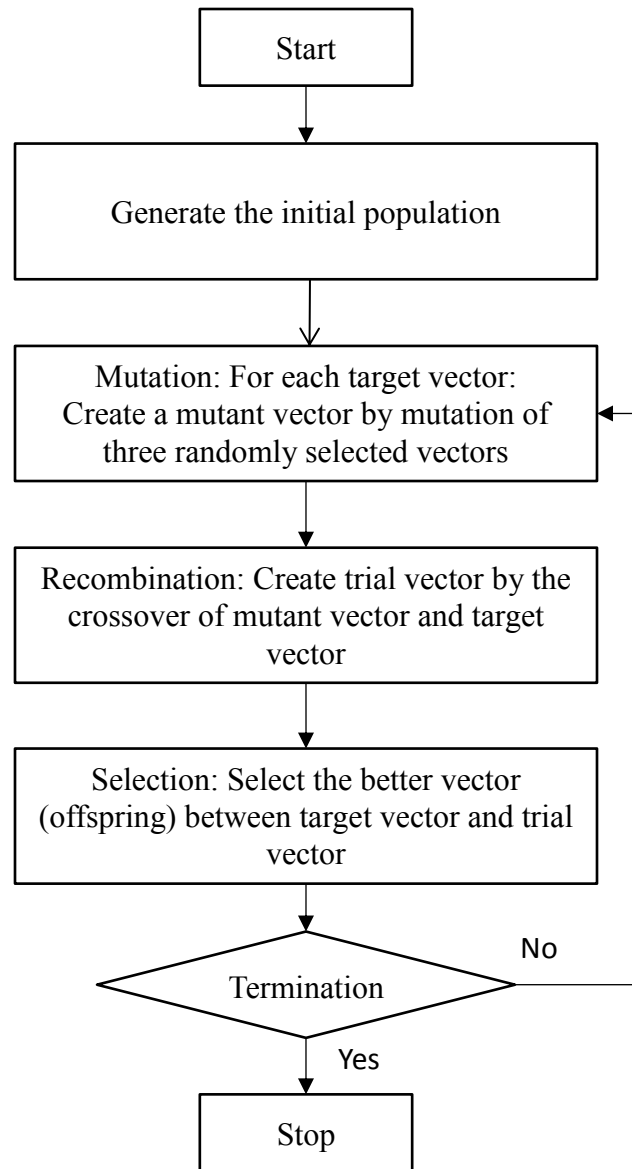 Start
Generate the initial population
Mutation: For each target vector:
Create a mutant vector by mutation of
three randomly selected vectors
Recombination: Create trial vector by the
crossover of mutant vector and target
vector
Selection: Select the better vector
(offspring) between target vector and trial
vector
Termination
No
Yes
Stop